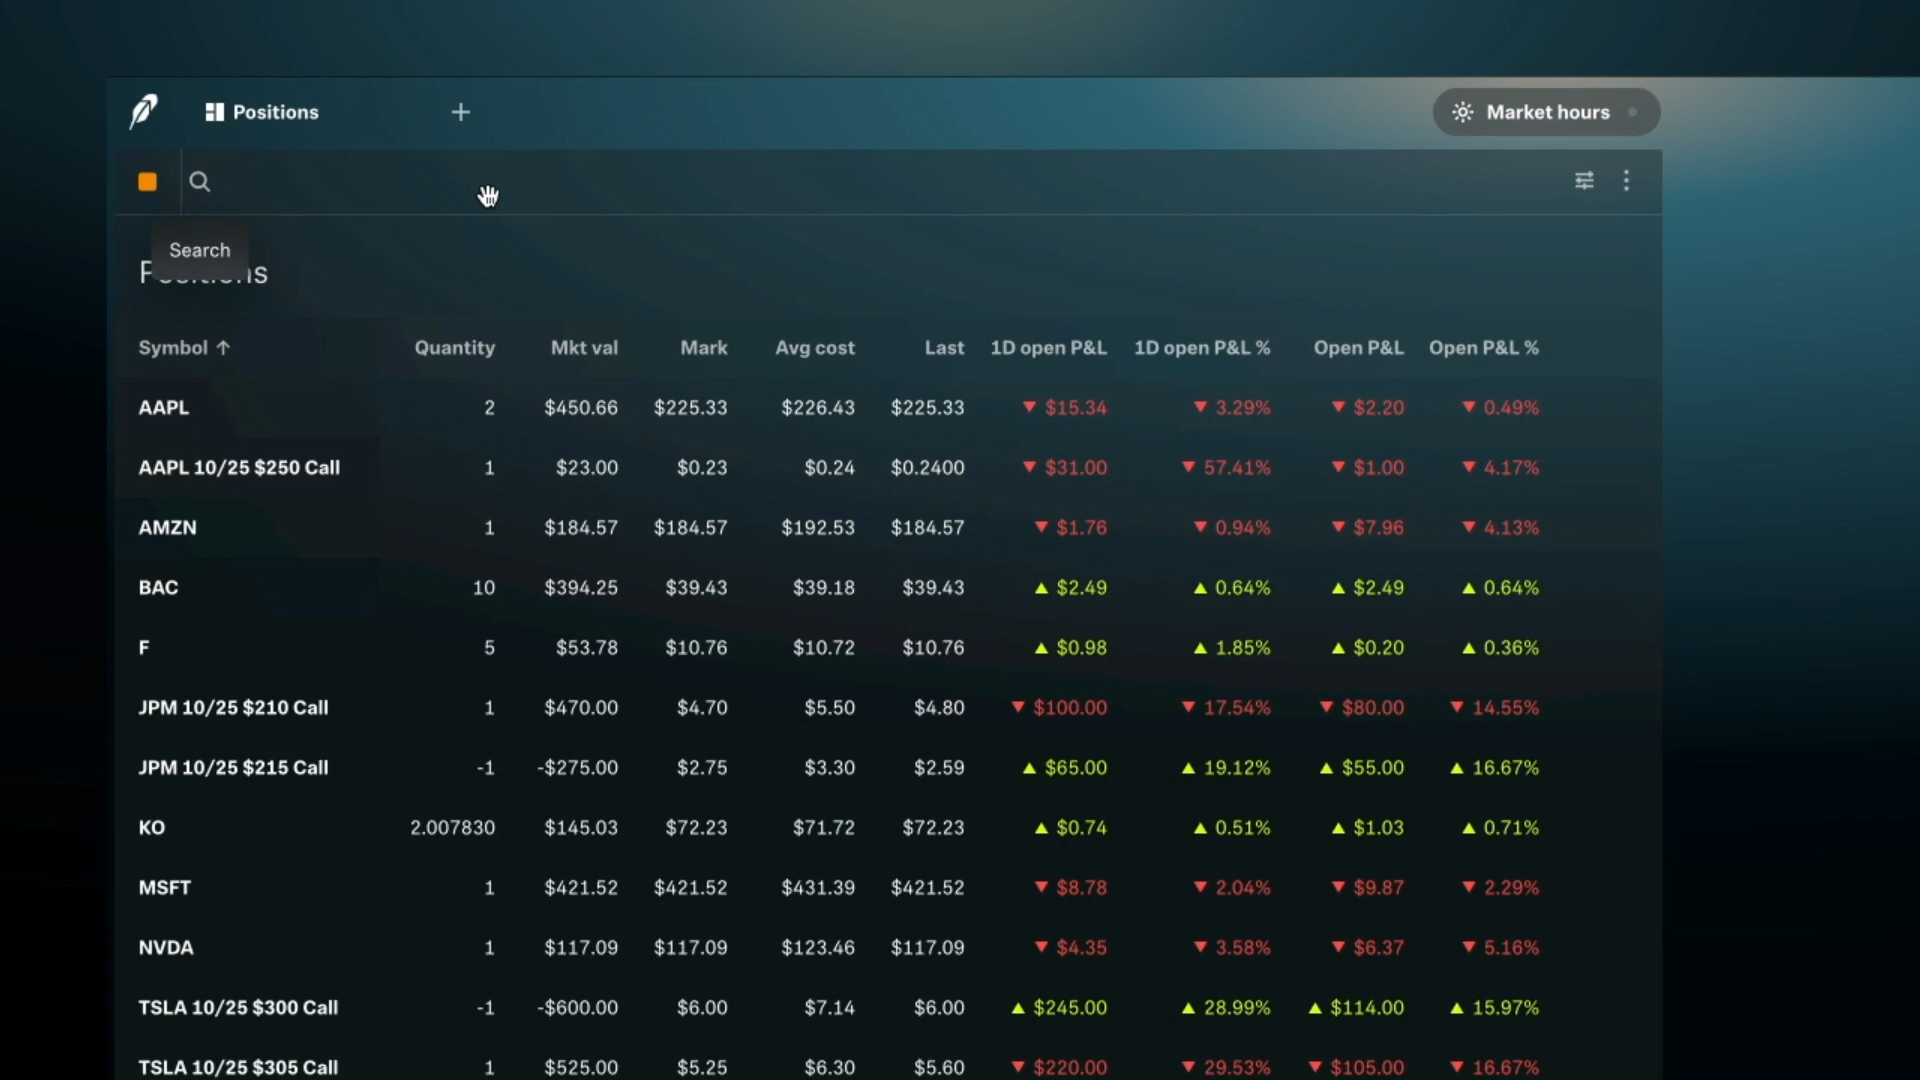 Positions
+
Market hours
Search
Symbol ↑ Quantity Mkt val Mark Avg cost Last 1D open P&L 1D open P&L % Open P&L Open P&L %
AAPL 2 $450.66 $225.33 $226.43 $225.33 ▼ $15.34 ▼ 3.29% ▼ $2.20 ▼ 0.49%
AAPL 10/25 $250 Call 1 $23.00 $0.23 $0.24 $0.2400 ▼ $31.00 ▼ 57.41% ▼ $1.00 ▼ 4.17%
AMZN 1 $184.57 $184.57 $192.53 $184.57 ▼ $1.76 ▼ 0.94% ▼ $7.96 ▼ 4.13%
BAC 10 $394.25 $39.43 $39.18 $39.43 ▲ $2.49 ▲ 0.64% ▲ $2.49 ▲ 0.64%
F 5 $53.78 $10.76 $10.72 $10.76 ▲ $0.98 ▲ 1.85% ▲ $0.20 ▲ 0.36%
JPM 10/25 $210 Call 1 $470.00 $4.70 $5.50 $4.80 ▼ $100.00 ▼ 17.54% ▼ $80.00 ▼ 14.55%
JPM 10/25 $215 Call -1 -$275.00 $2.75 $3.30 $2.59 ▲ $65.00 ▲ 19.12% ▲ $55.00 ▲ 16.67%
KO 2.007830 $145.03 $72.23 $71.72 $72.23 ▲ $0.74 ▲ 0.51% ▲ $1.03 ▲ 0.71%
MSFT 1 $421.52 $421.52 $431.39 $421.52 ▼ $8.78 ▼ 2.04% ▼ $9.87 ▼ 2.29%
NVDA 1 $117.09 $117.09 $123.46 $117.09 ▼ $4.35 ▼ 3.58% ▼ $6.37 ▼ 5.16%
TSLA 10/25 $300 Call -1 -$600.00 $6.00 $7.14 $6.00 ▲ $245.00 ▲ 28.99% ▲ $114.00 ▲ 15.97%
TSLA 10/25 $305 Call 1 $525.00 $5.25 $6.30 $5.60 ▼ $220.00 ▼ 29.53% ▼ $105.00 ▼ 16.67%